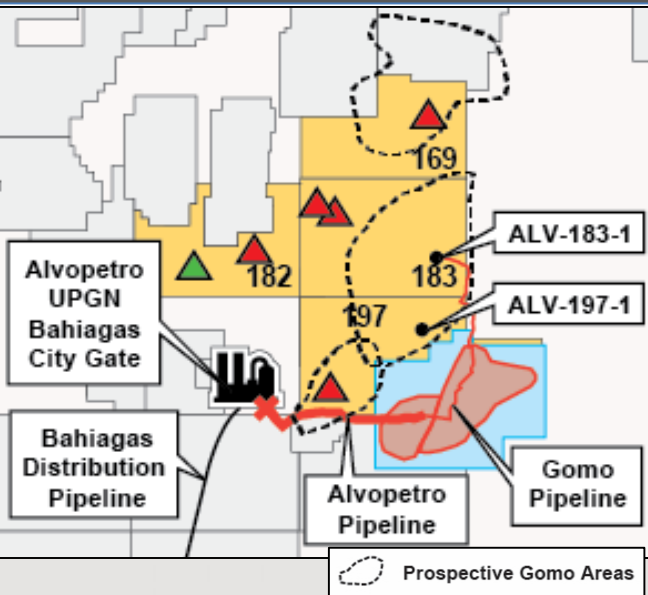 169
ALV-183-1
183
182
Alvopetro
UPGN
Bahiagas
City Gate
ALV-197-1
197
Bahiagas
Distribution
Pipeline
Alvopetro
Pipeline
Gomo
Pipeline
Prospective Gomo Areas